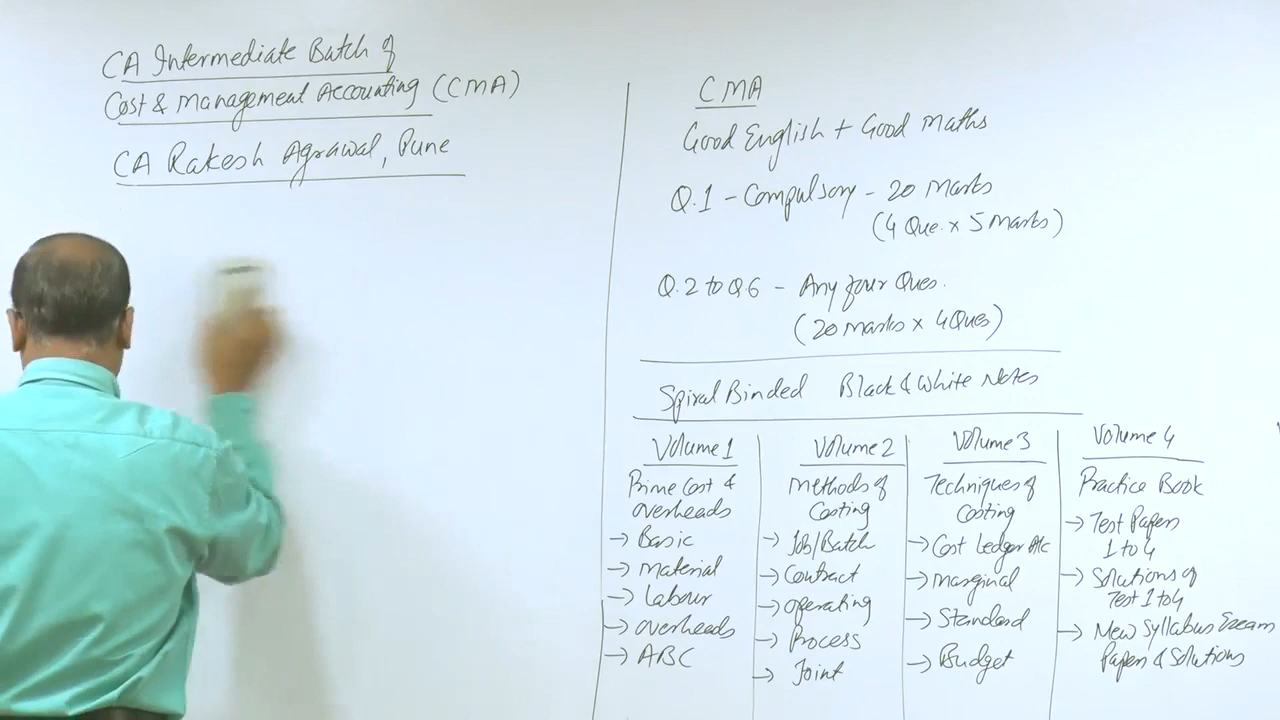 CA Intermediate Batch of
Cost & Management Accounting (CMA)
CA Rakesh Agrawal, Pune
CMA
Good English + Good Maths
Q.1 - Compulsory - 20 Marks
(4 Que. x 5 Marks)
Q.2 to Q.6 - Any four Ques.
(20 Marks x 4 Ques)
Spiral Binded Black & White Notes
Volume 1
Prime Cost &
overheads
→ Basic
→ Material
→ Labour
→ overheads
→ ABC
Volume 2
Methods of
Costing
→ Job/Batch
→ Contract
→ Operating
→ Process
→ Joint
Volume 3
Techniques of
Costing
→ Cost Ledger A/c
→ Marginal
→ Standard
→ Budget
Volume 4
Practice Book
→ Test Papers
1 to 4
→ Solutions of
Test 1 to 4
→ New Syllabus Exam
Papers & Solutions